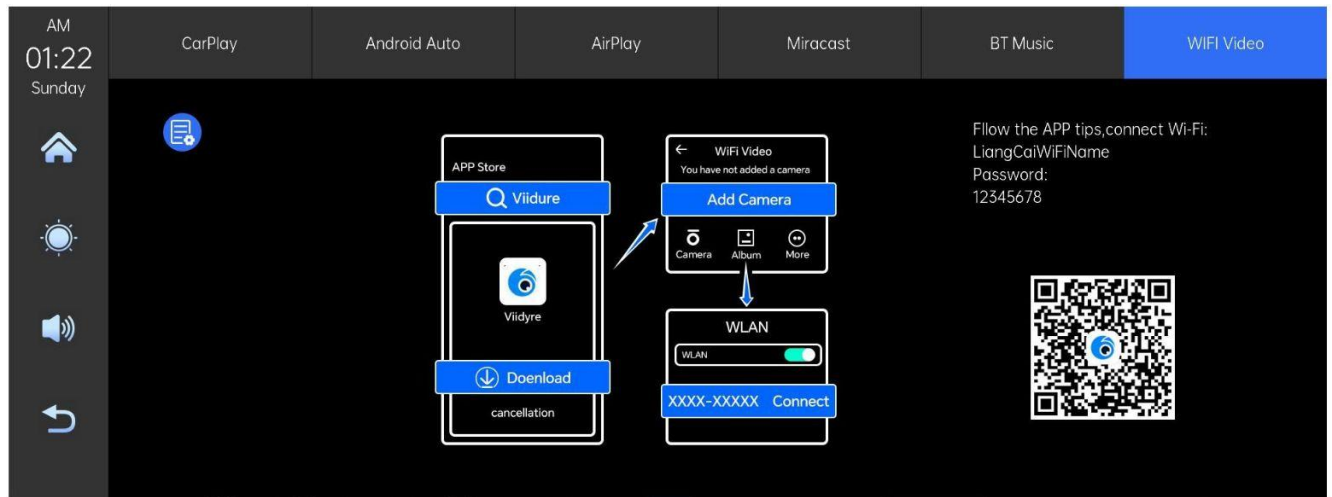 AM
01:22
Sunday
CarPlay
Android Auto
AirPlay
Miracast
BT Music
WIFI Video
APP Store
Viidure
Viidyre
Doenload
cancellation
WiFi Video
You have not added a camera
Add Camera
Camera Album More
WLAN
WLAN
XXXX-XXXXX Connect
Fllow the APP tips,connect Wi-Fi:
LiangCaiWiFiName
Password:
12345678